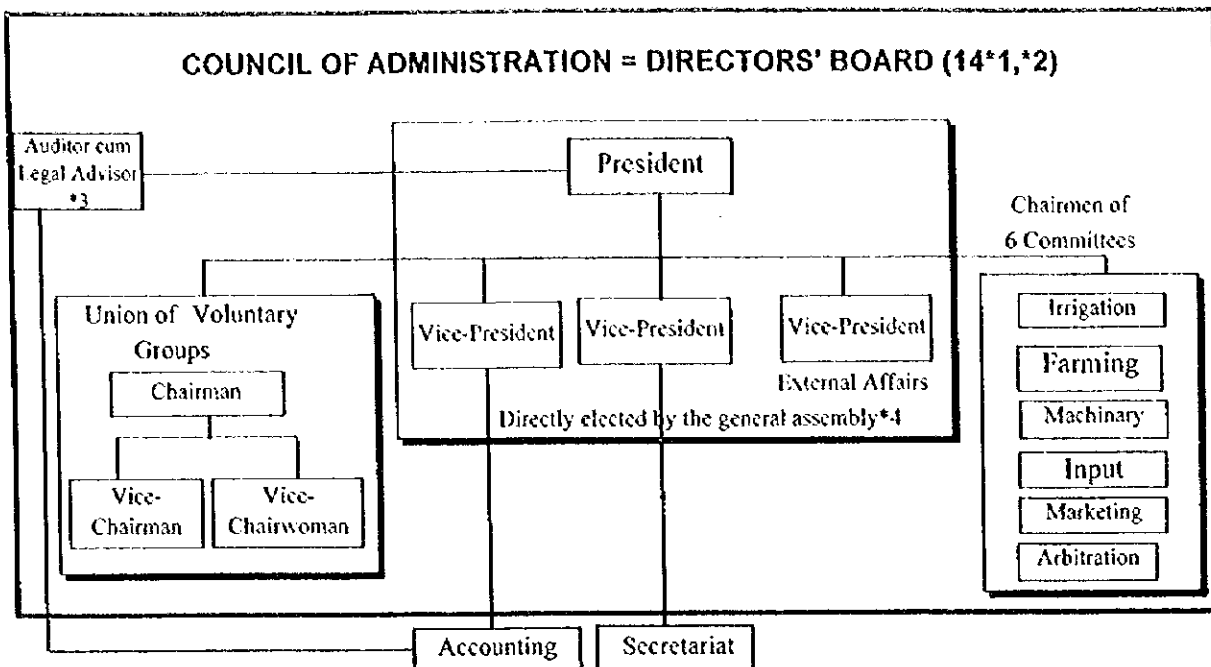 COUNCIL OF ADMINISTRATION = DIRECTORS' BOARD (14*1,*2)
Auditor cum
Legal Advisor
*3
President
Chairmen of
6 Committees
Union of Voluntary
Groups
Chairman
Vice-
Chairman
Vice-
Chairwoman
Vice-President
Vice-President
Vice-President
External Affairs
Directly elected by the general assembly*4
Irrigation
Farming
Machinary
Input
Marketing
Arbitration
Accounting
Secretariat